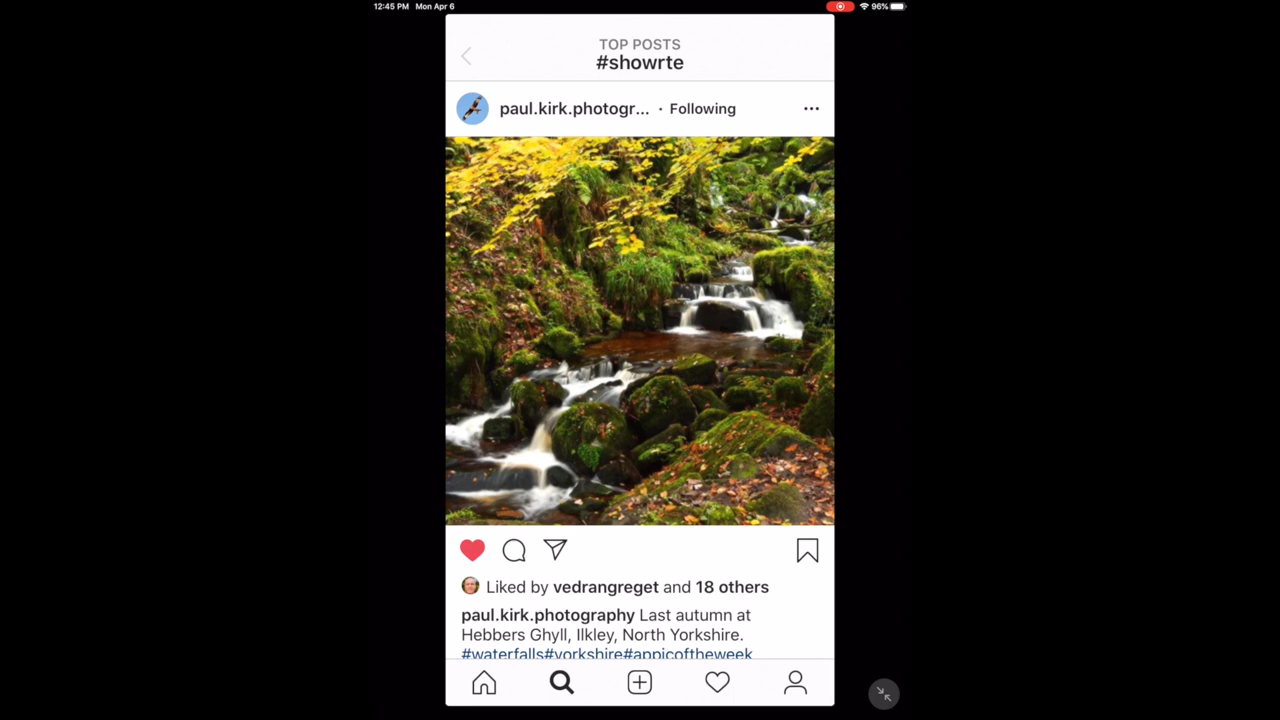 12:45 PM Mon Apr 6
96%
TOP POSTS
#showrte
paul.kirk.photogr... · Following
Liked by vedrangreget and 18 others
paul.kirk.photography Last autumn at
Hebbers Ghyll, Ilkley, North Yorkshire.
#waterfalls#yorkshire#appicoftheweek